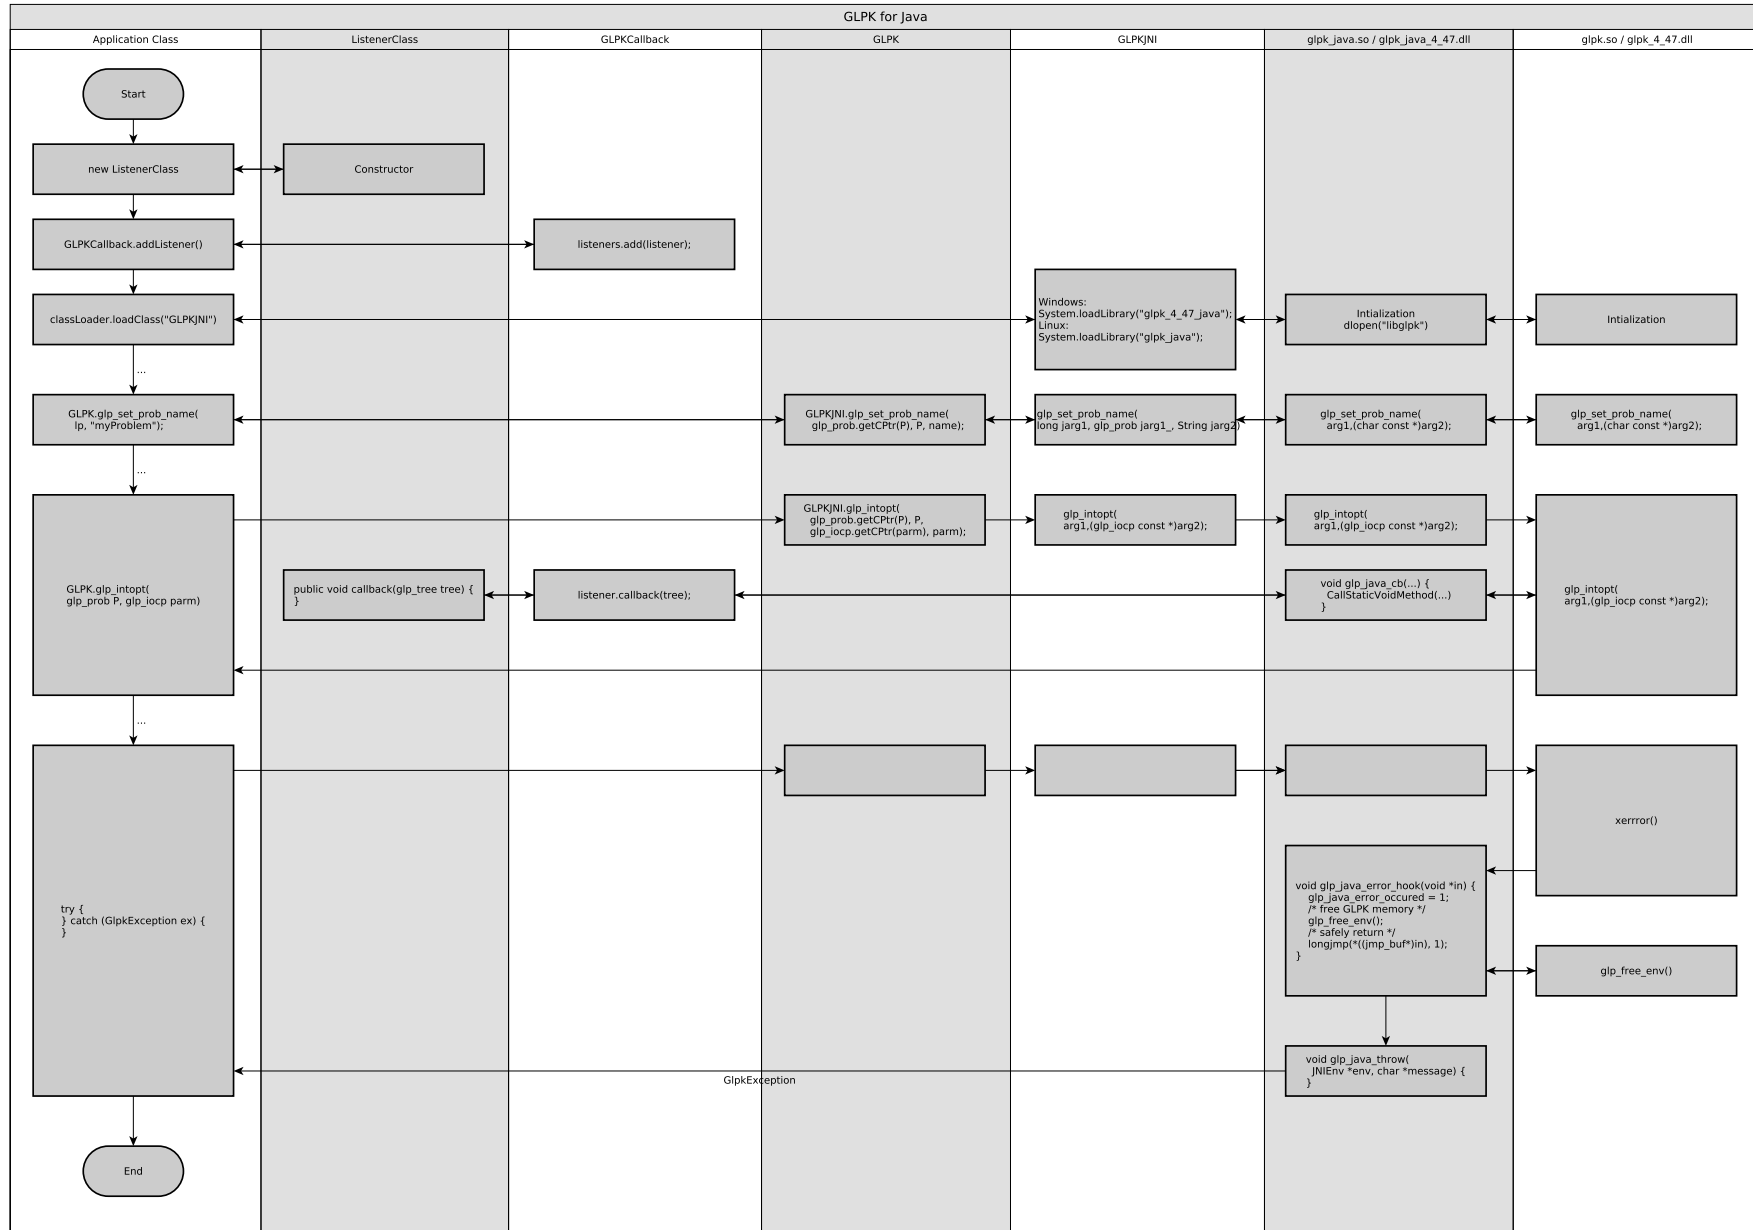 GLPK for Java
Application Class
ListenerClass
GLPKCallback
GLPK
GLPKJNI
glpk_java.so / glpk_java_4_47.dll
glpk.so / glpk_4_47.dll
Start
new ListenerClass
Constructor
GLPKCallback.addListener()
listeners.add(listener);
classLoader.loadClass("GLPKJNI")
Windows:
System.loadLibrary("glpk_4_47_java");
Linux:
System.loadLibrary("glpk_java");
Intialization
dlopen("libglpk")
Intialization
...
GLPK.glp_set_prob_name(
lp, "myProblem");
GLPKJNI.glp_set_prob_name(
glp_prob.getCPtr(P), P, name);
glp_set_prob_name(
long jarg1, glp_prob jarg1_, String jarg2)
glp_set_prob_name(
arg1,(char const *)arg2);
glp_set_prob_name(
arg1,(char const *)arg2);
...
GLPK.glp_intopt(
glp_prob P, glp_iocp parm)
GLPKJNI.glp_intopt(
glp_prob.getCPtr(P), P,
glp_iocp.getCPtr(parm), parm);
glp_intopt(
arg1,(glp_iocp const *)arg2);
glp_intopt(
arg1,(glp_iocp const *)arg2);
glp_intopt(
arg1,(glp_iocp const *)arg2);
public void callback(glp_tree tree) {
}
listener.callback(tree);
void glp_java_cb(...) {
CallStaticVoidMethod(...)
}
...
try {
} catch (GlpkException ex) {
}
xerrror()
void glp_java_error_hook(void *in) {
glp_java_error_occured = 1;
/* free GLPK memory */
glp_free_env();
/* safely return */
longjmp(*((jmp_buf*)in), 1);
}
glp_free_env()
void glp_java_throw(
JNIEnv *env, char *message) {
}
GlpkException
End